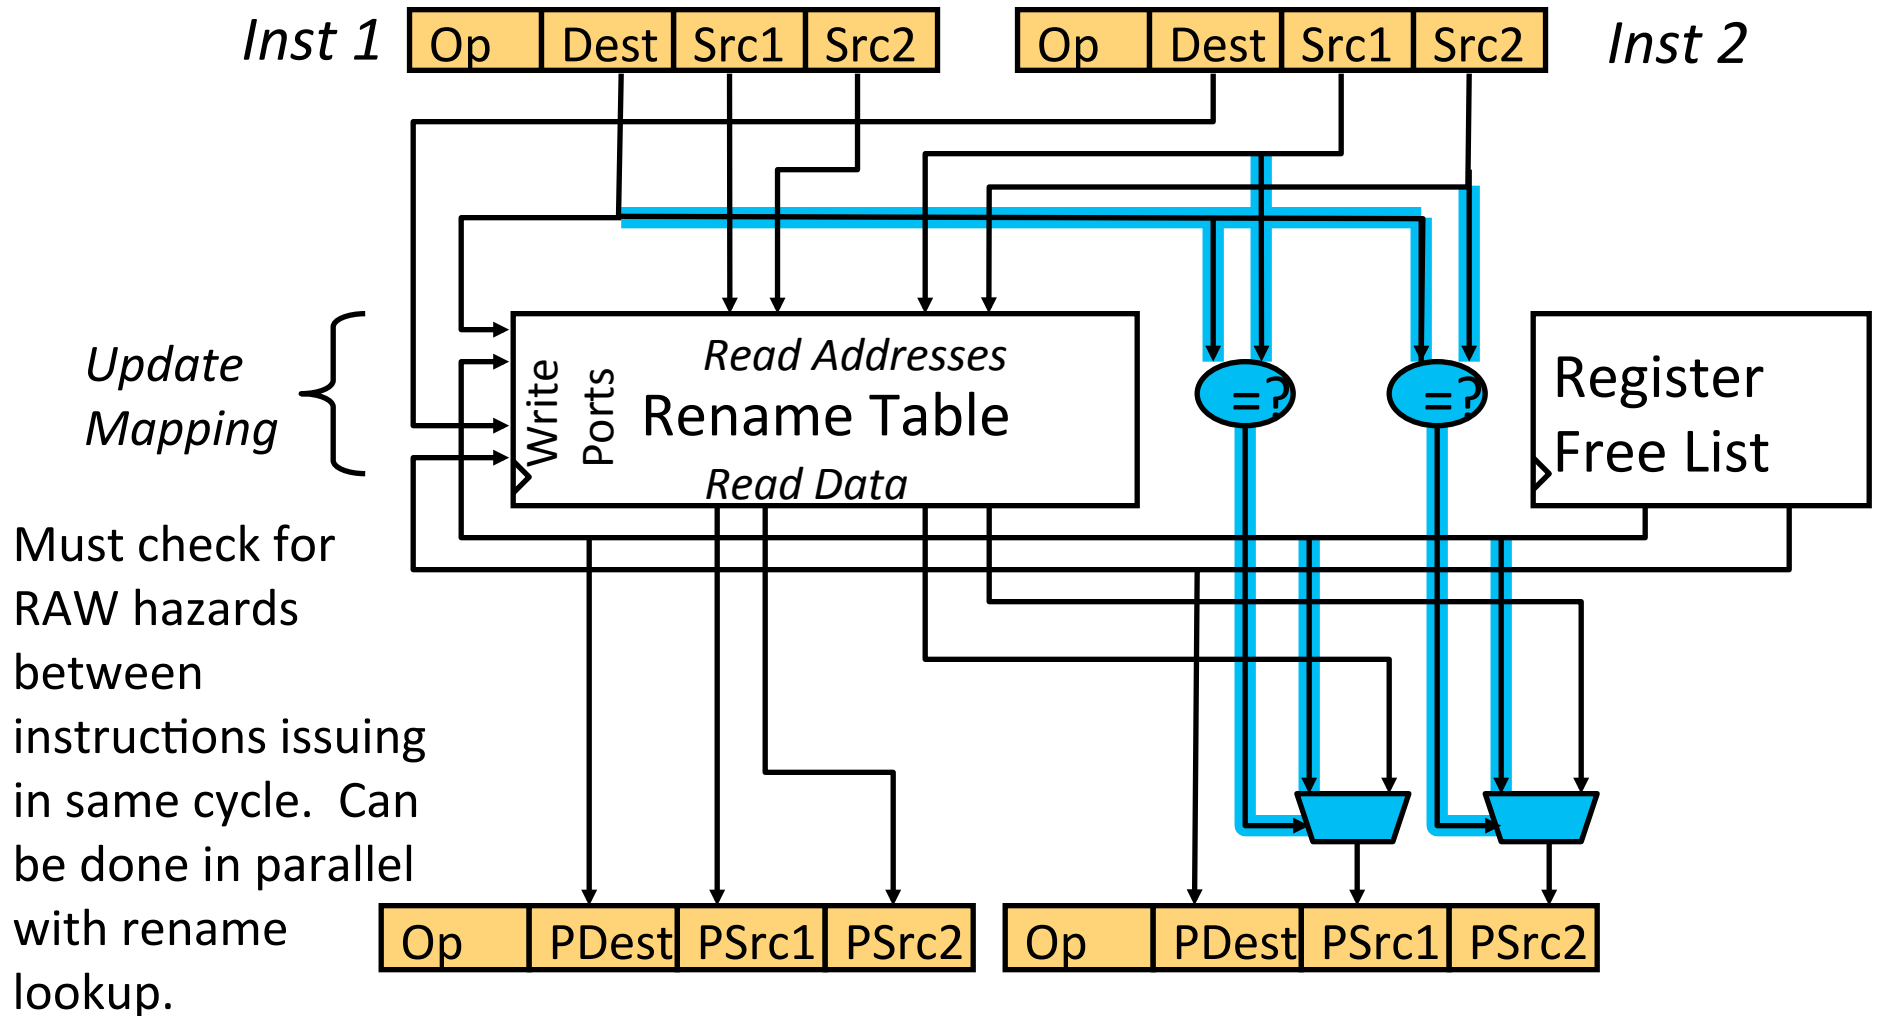 Inst 1
Op Dest Src1 Src2
Op Dest Src1 Src2
Inst 2
Update
Mapping
Write
Ports
Read Addresses
Rename Table
Read Data
=?
=?
Register
Free List
Must check for
RAW hazards
between
instructions issuing
in same cycle. Can
be done in parallel
with rename
lookup.
Op PDest PSrc1 PSrc2
Op PDest PSrc1 PSrc2